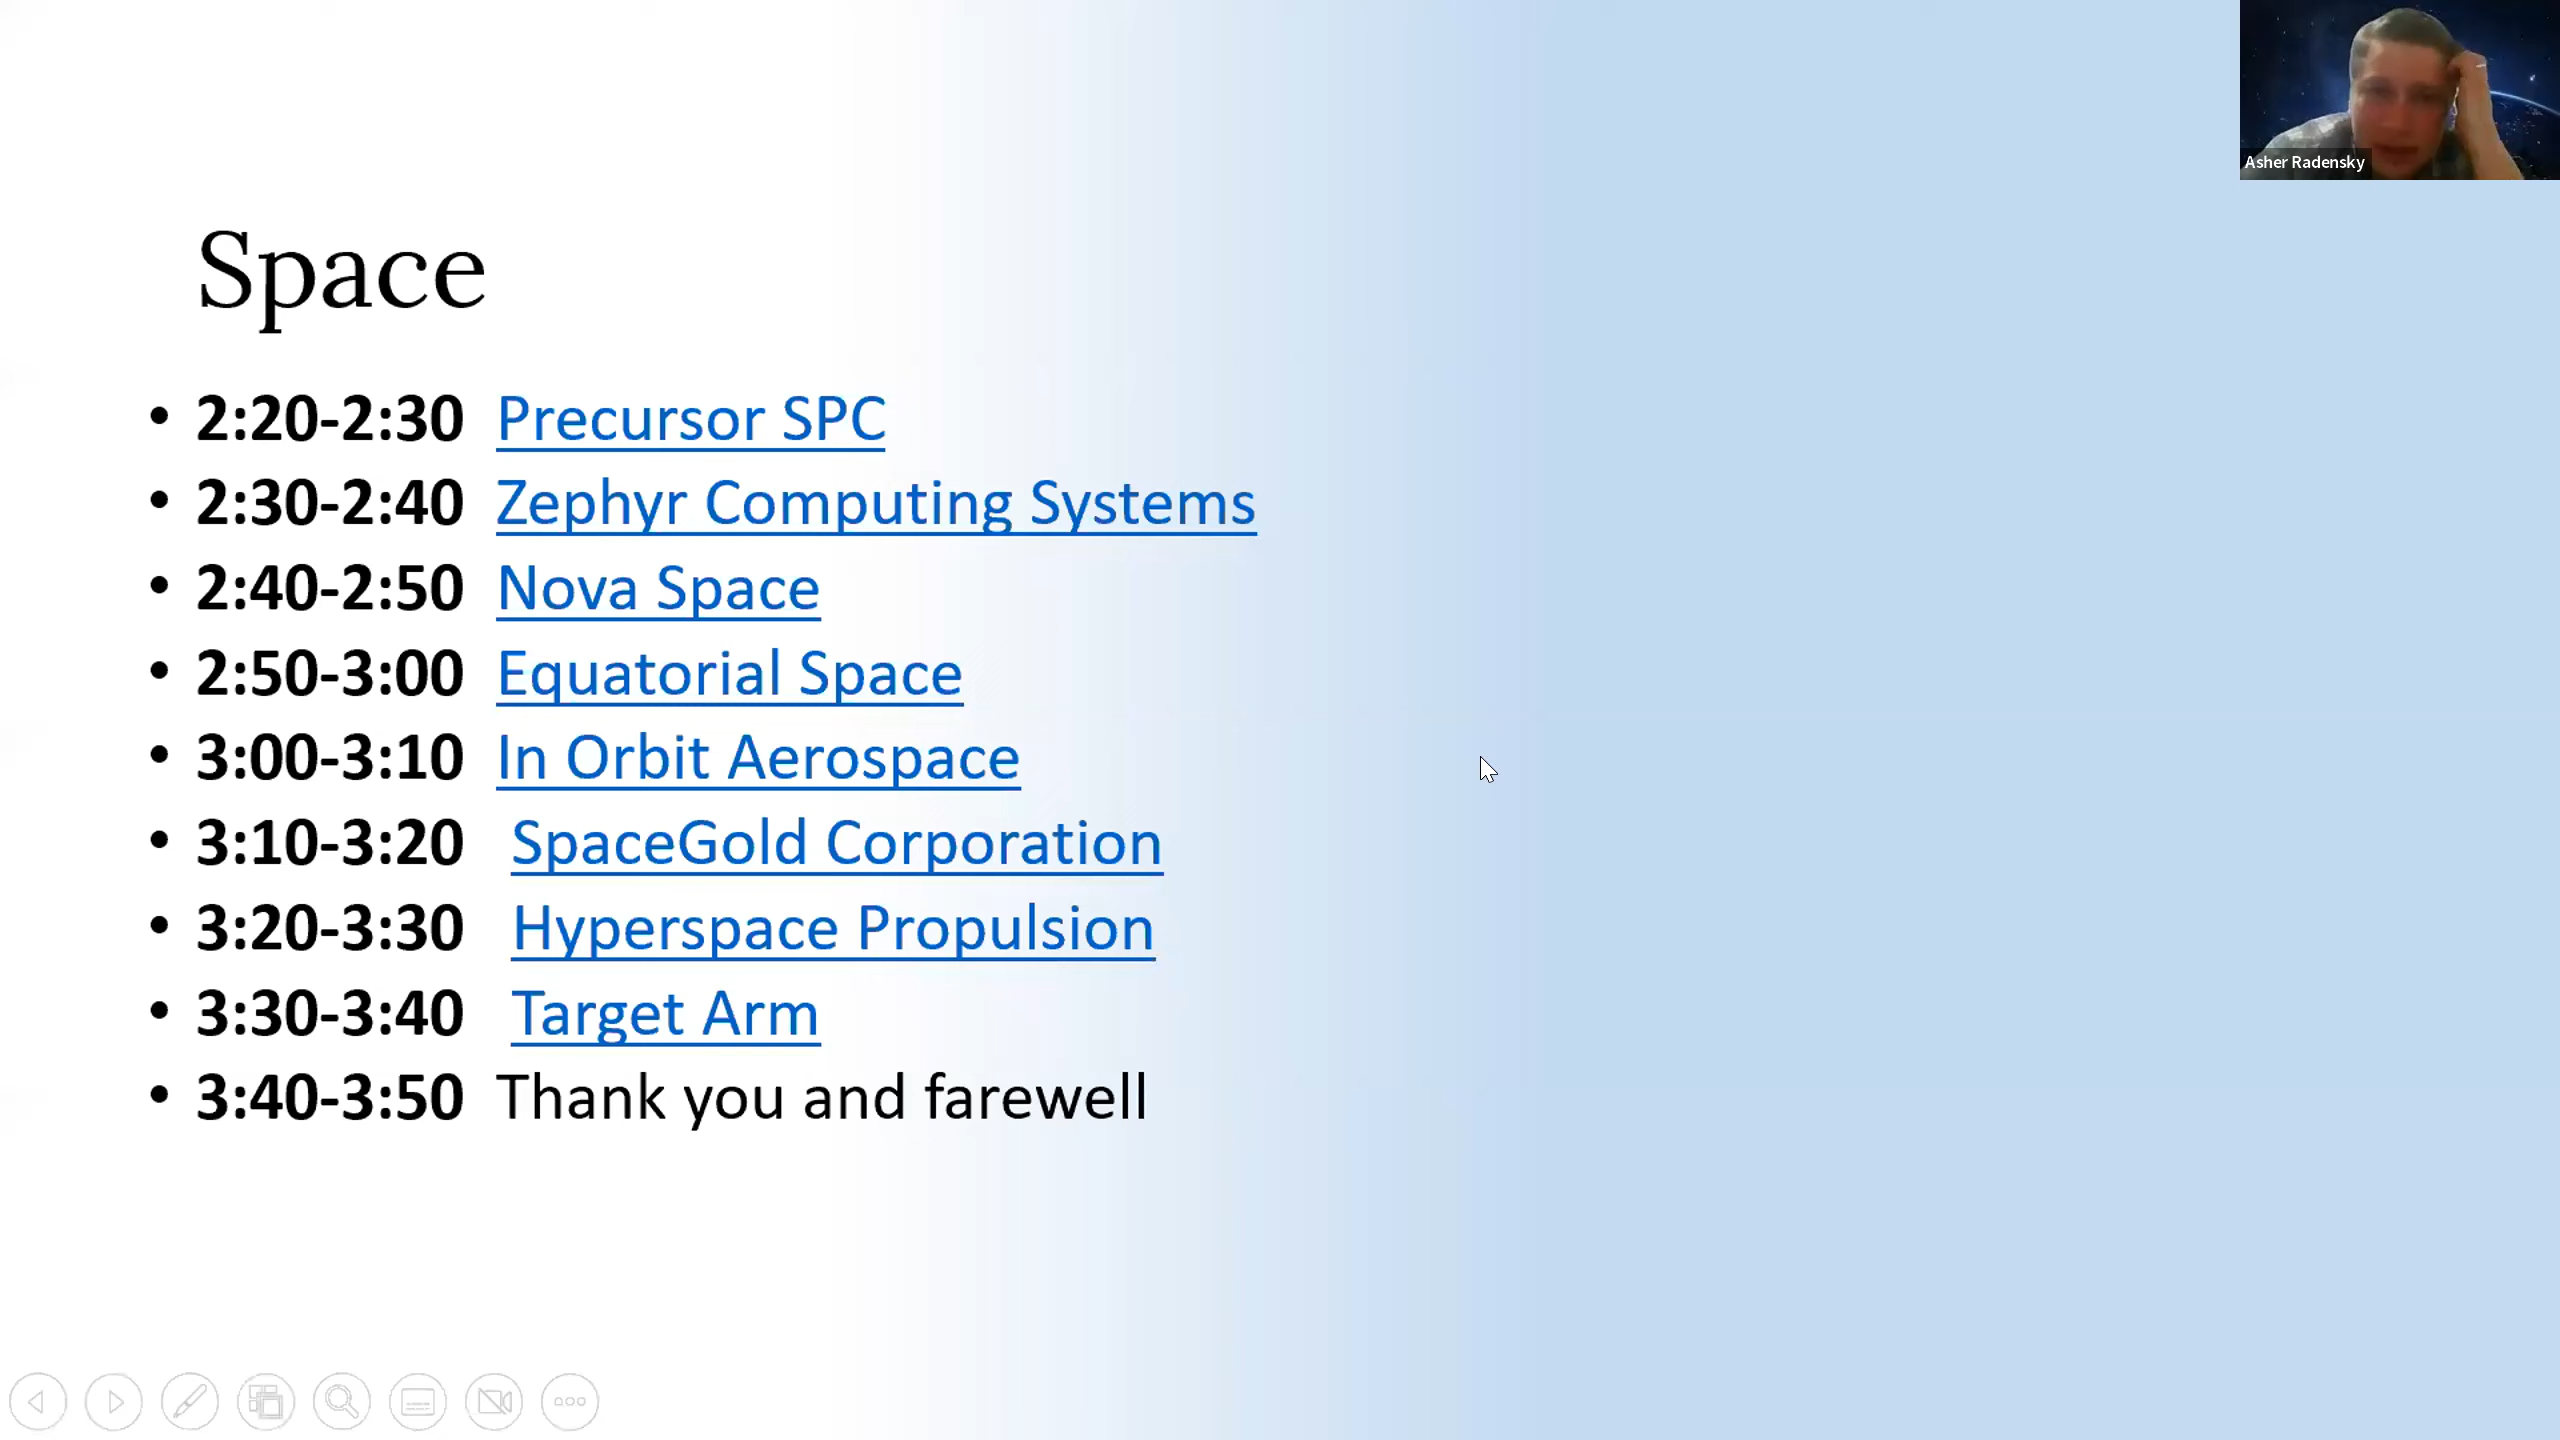 Asher Radensky
Space
• 2:20-2:30 Precursor SPC
• 2:30-2:40 Zephyr Computing Systems
• 2:40-2:50 Nova Space
• 2:50-3:00 Equatorial Space
• 3:00-3:10 In Orbit Aerospace
• 3:10-3:20 SpaceGold Corporation
• 3:20-3:30 Hyperspace Propulsion
• 3:30-3:40 Target Arm
• 3:40-3:50 Thank you and farewell